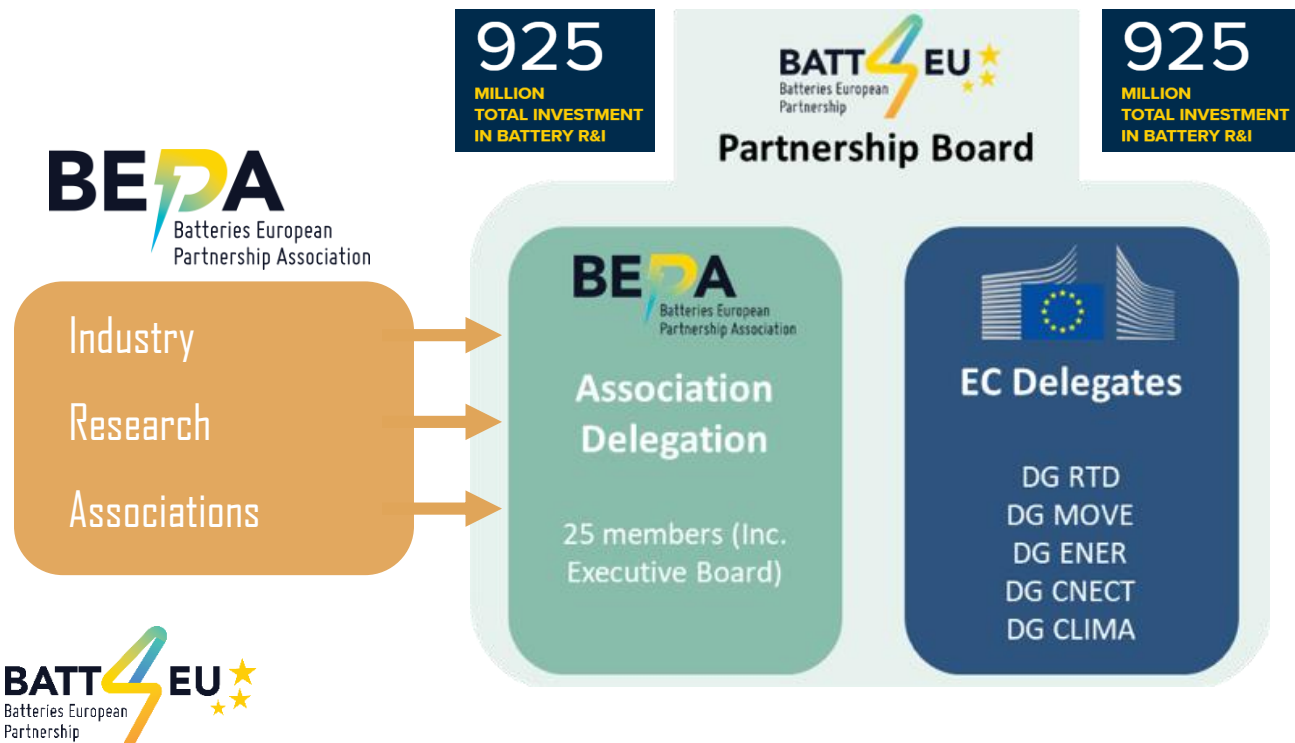 925
MILLION
TOTAL INVESTMENT
IN BATTERY R&I
BATT4EU
Batteries European
Partnership
Partnership Board
925
MILLION
TOTAL INVESTMENT
IN BATTERY R&I
BEPA
Batteries European
Partnership Association
Industry
Research
Associations
BEPA
Batteries European
Partnership Association
Association
Delegation
25 members (Inc.
Executive Board)
EC Delegates
DG RTD
DG MOVE
DG ENER
DG CNECT
DG CLIMA
BATT4EU
Batteries European
Partnership